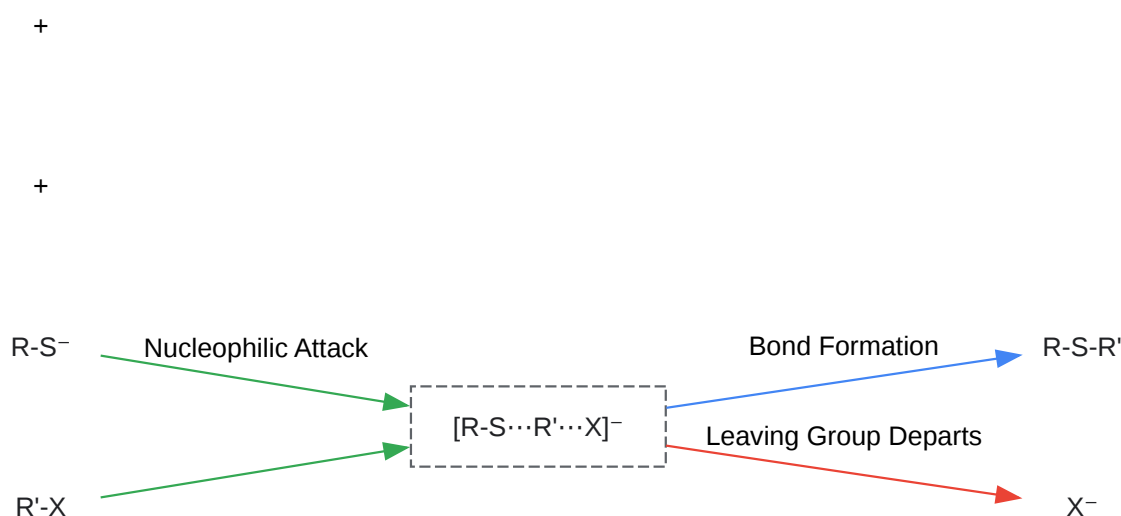 +
+
R-S⁻
Nucleophilic Attack
Bond Formation
R-S-R'
[R-S⋯R'⋯X]⁻
Leaving Group Departs
R'-X
X⁻